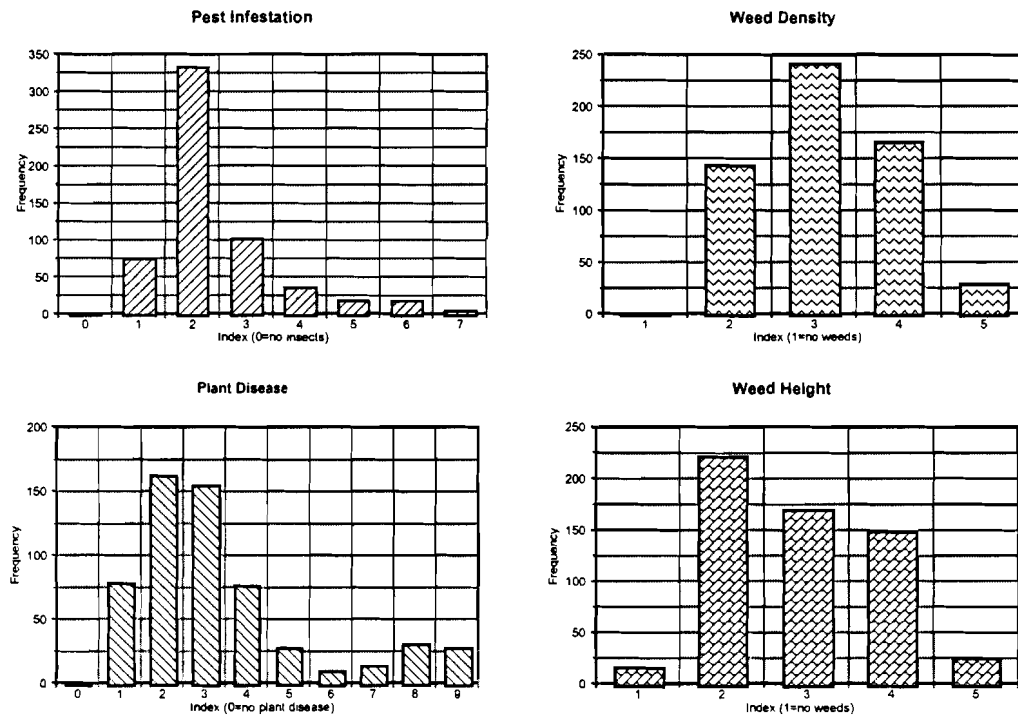 Pest Infestation
350
300
250
200
150
100
50
0
Frequency
0 1 2 3 4 5 6 7
Index (0=no insects)
Weed Density
250
200
150
100
50
0
Frequency
1 2 3 4 5
Index (1=no weeds)
Plant Disease
200
150
100
50
0
Frequency
0 1 2 3 4 5 6 7 8 9
Index (0=no plant disease)
Weed Height
250
200
150
100
50
0
Frequency
1 2 3 4 5
Index (1=no weeds)